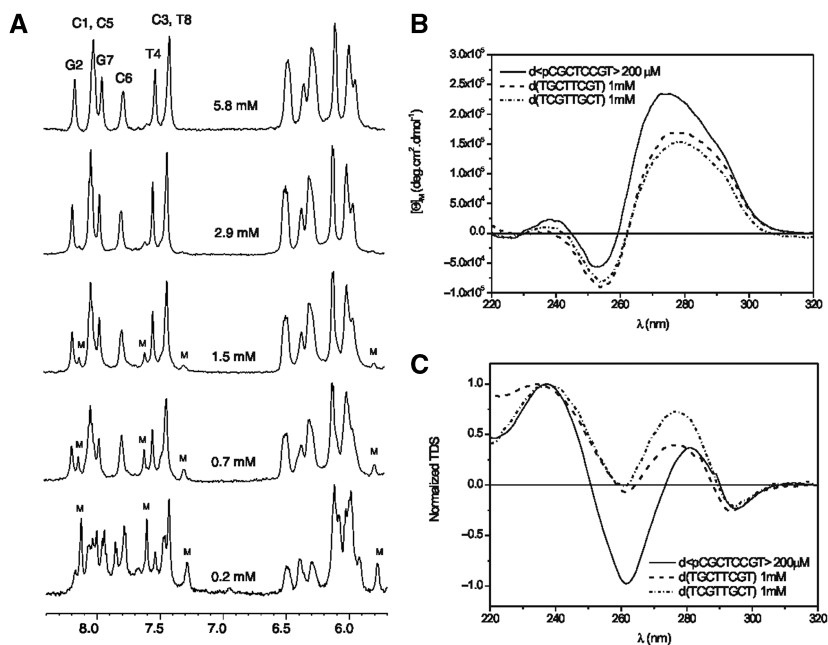 A
C1, C5
C3, T8
G2
G7
T4
C6
5.8 mM
2.9 mM
M
M
M
M
1.5 mM
M
M
M
M
0.7 mM
M
M
M
M
0.2 mM
8.0 7.5 7.0 6.5 6.0
B
3.0x10⁵
2.5x10⁵
2.0x10⁵
1.5x10⁵
1.0x10⁵
5.0x10⁴
0.0
-5.0x10⁴
-1.0x10⁵
[Θ]M (deg.cm².dmol⁻¹)
d<pCGCTCCGT> 200 μM
d(TGCTTCGT) 1mM
d(TCGTTGCT) 1mM
220 240 260 280 300 320
λ (nm)
C
1.0
0.5
0.0
-0.5
-1.0
Normalized TDS
d<pCGCTCCGT> 200μM
d(TGCTTCGT) 1mM
d(TCGTTGCT) 1mM
220 240 260 280 300 320
λ (nm)